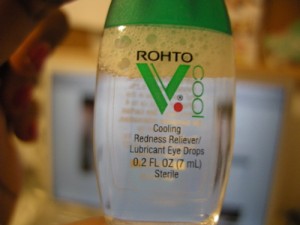 ROHTO
V®
COOl
Cooling
Redness Reliever/
Lubricant Eye Drops
0.2 FL OZ (7 mL)
Sterile